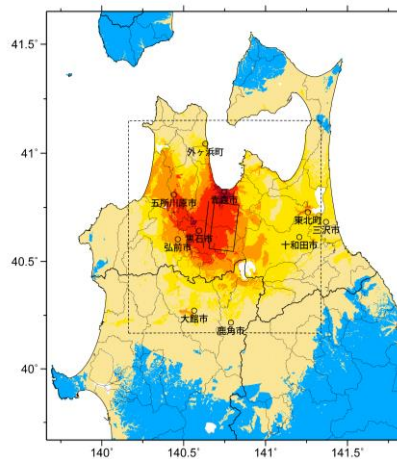 41.5°
41°
40.5°
40°
外ヶ浜町
青森市
五所川原市
東北町
三沢市
黒石市
十和田市
弘前市
大館市
鹿角市
140° 140.5° 141° 141.5°